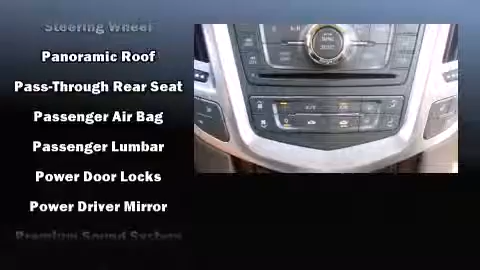 Steering Wheel
Panoramic Roof
Pass-Through Rear Seat
Passenger Air Bag
Passenger Lumbar
Power Door Locks
Power Driver Mirror
Premium Sound System